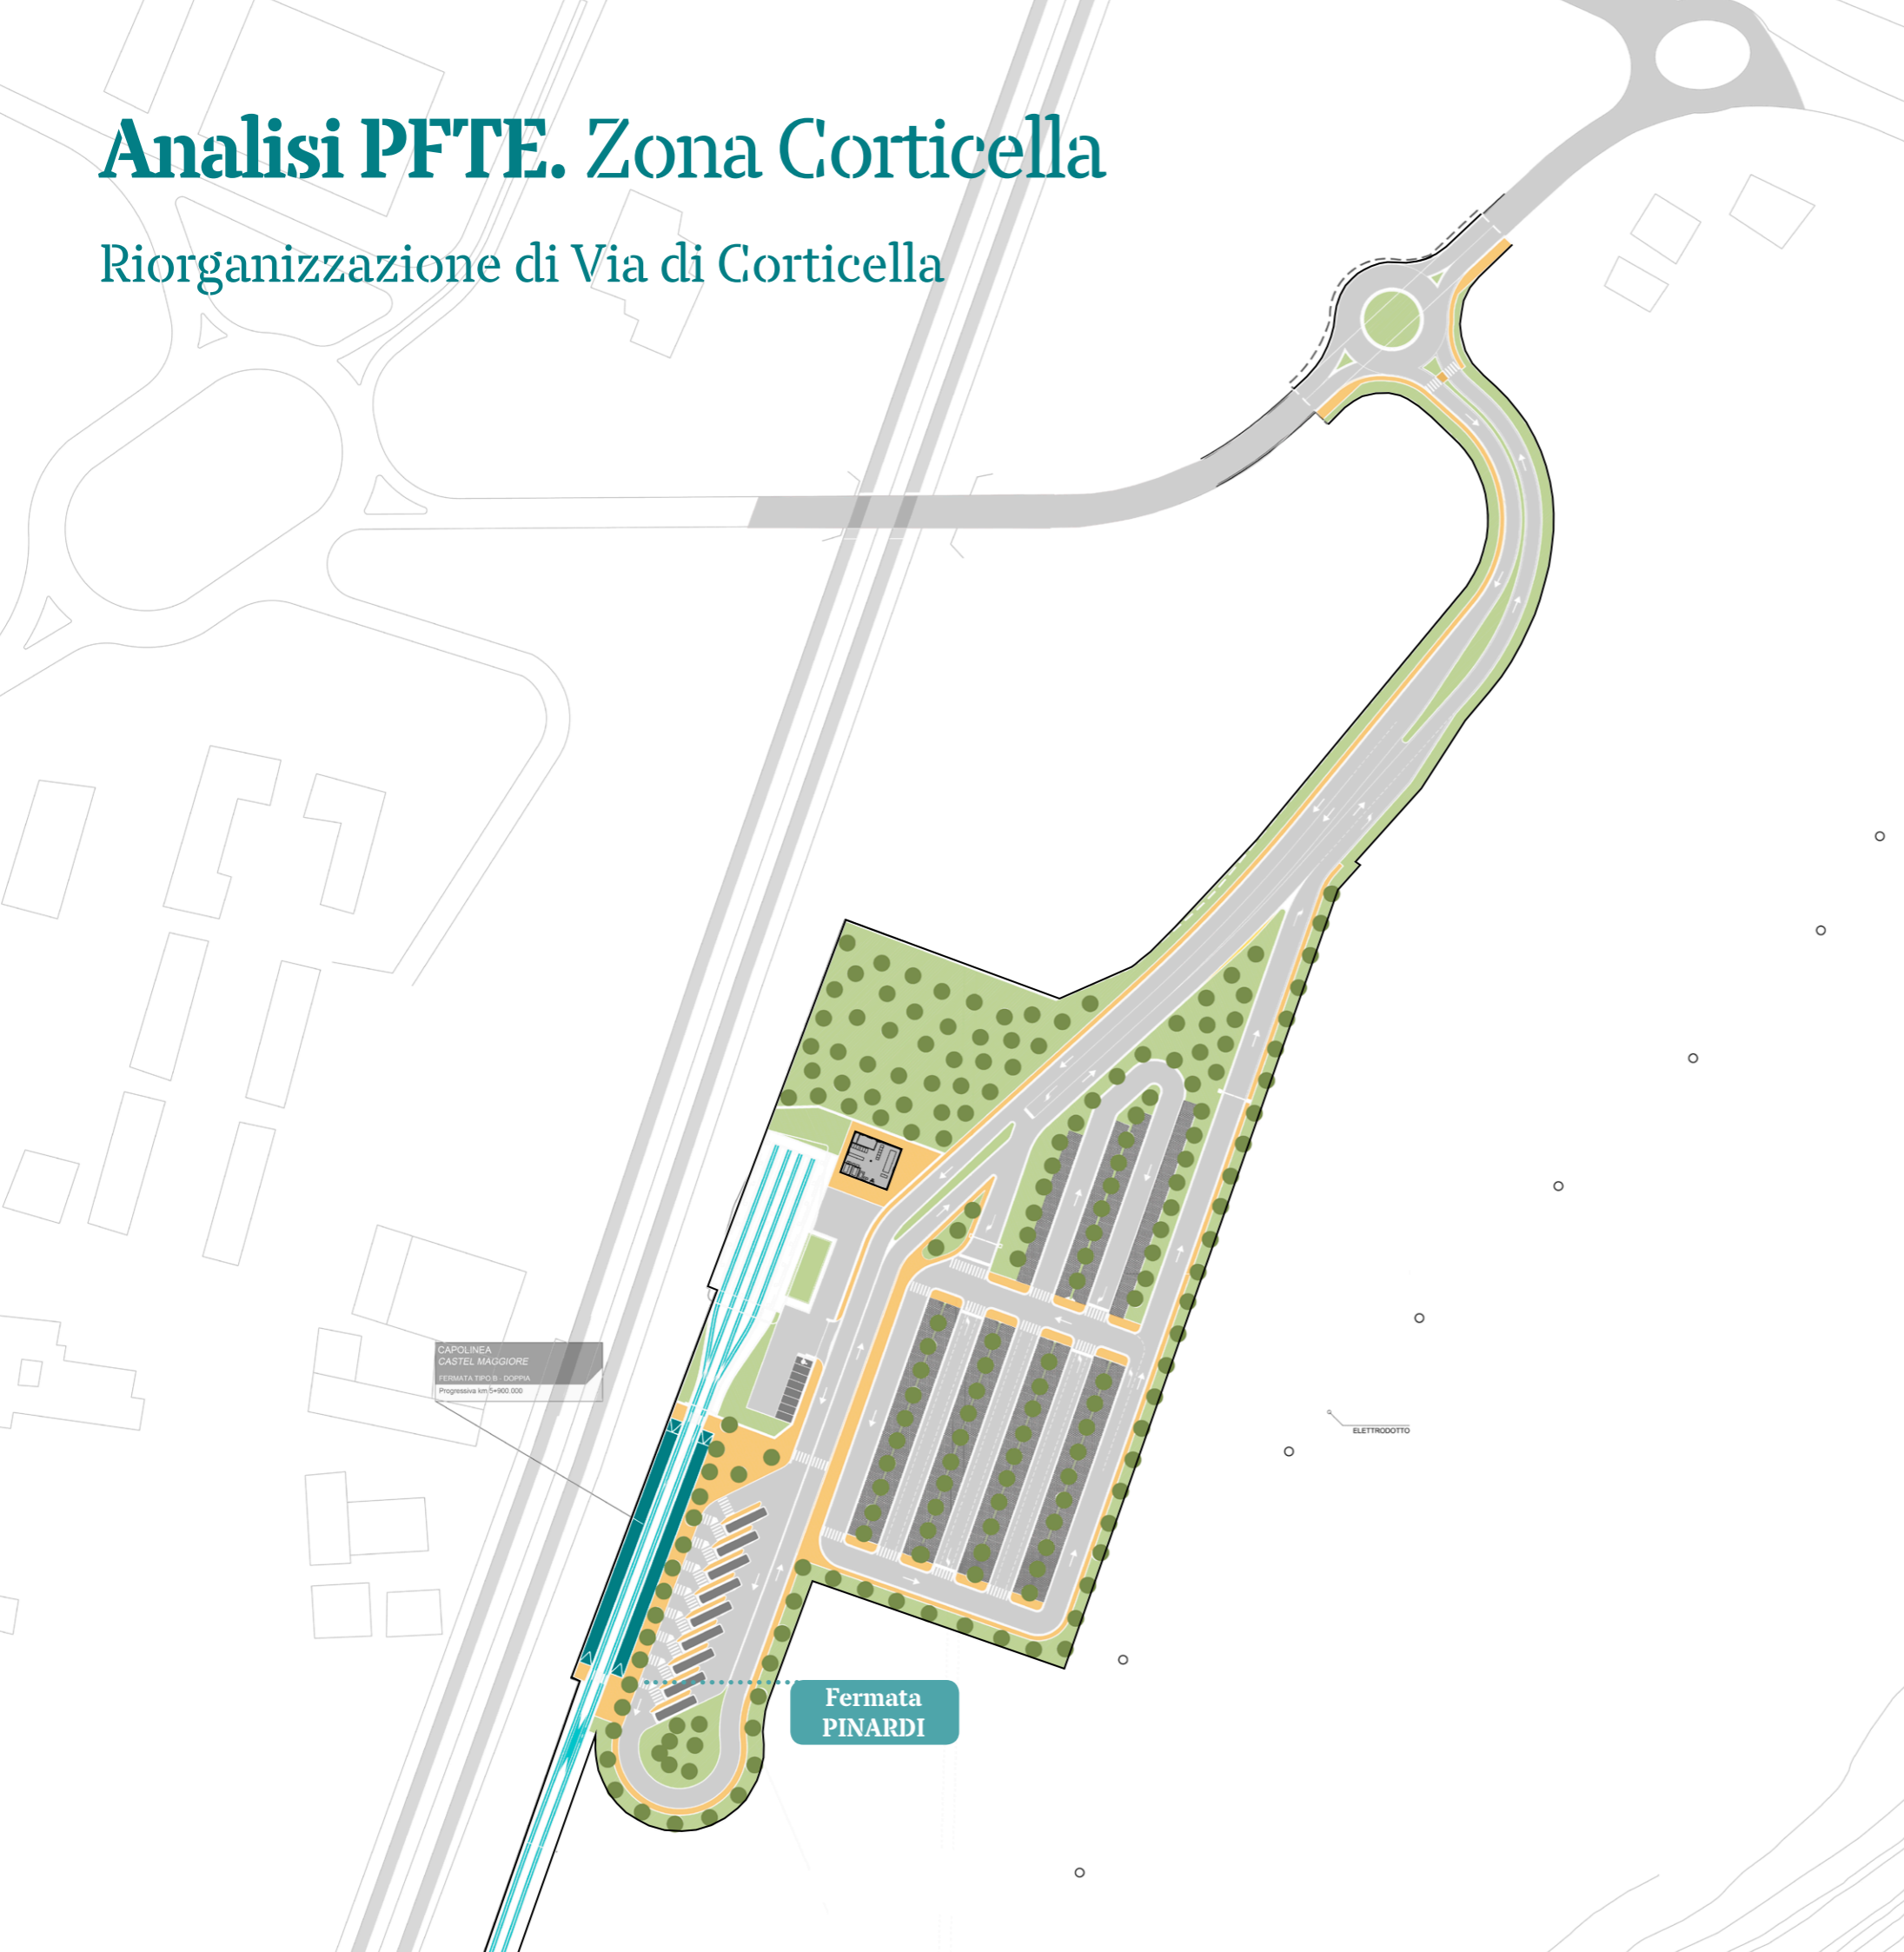 Analisi PFTE. Zona Corticella
Riorganizzazione di Via di Corticella
CAPOLINEA
CASTEL MAGGIORE
FERMATA TIPO B - DOPPIA
Progressiva km 5+900.000
ELETTRODOTTO
Fermata
PINARDI